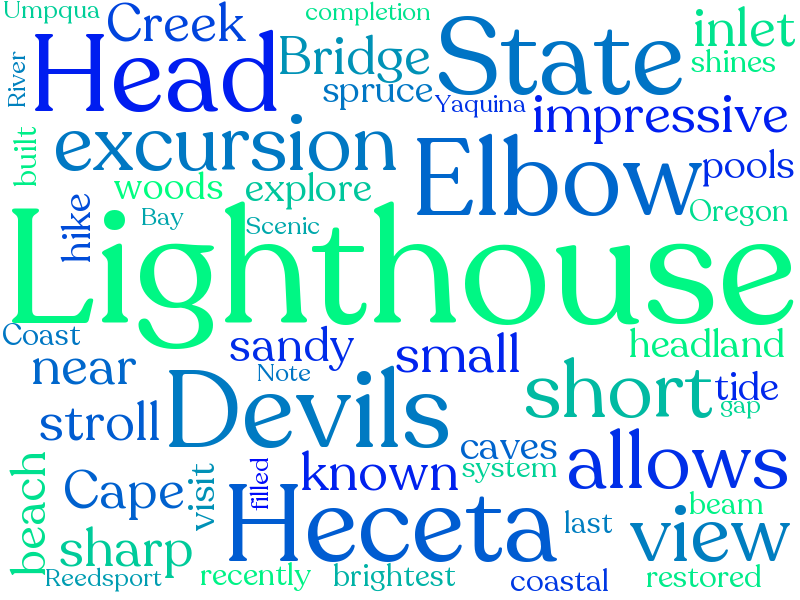 Umpqua
Creek
completion
inlet
River
Head
Bridge
State
shines
spruce
Yaquina
impressive
built
excursion
Elbow
pools
woods
explore
hike
Bay
Scenic
Oregon
Lighthouse
Coast
sandy
small
headland
near
Note
Devils
short
tide
gap
stroll
caves
beach
Cape
visit
filled
known
system
allows
sharp
Heceta
last
beam
view
Reedsport
recently
brightest
coastal
restored